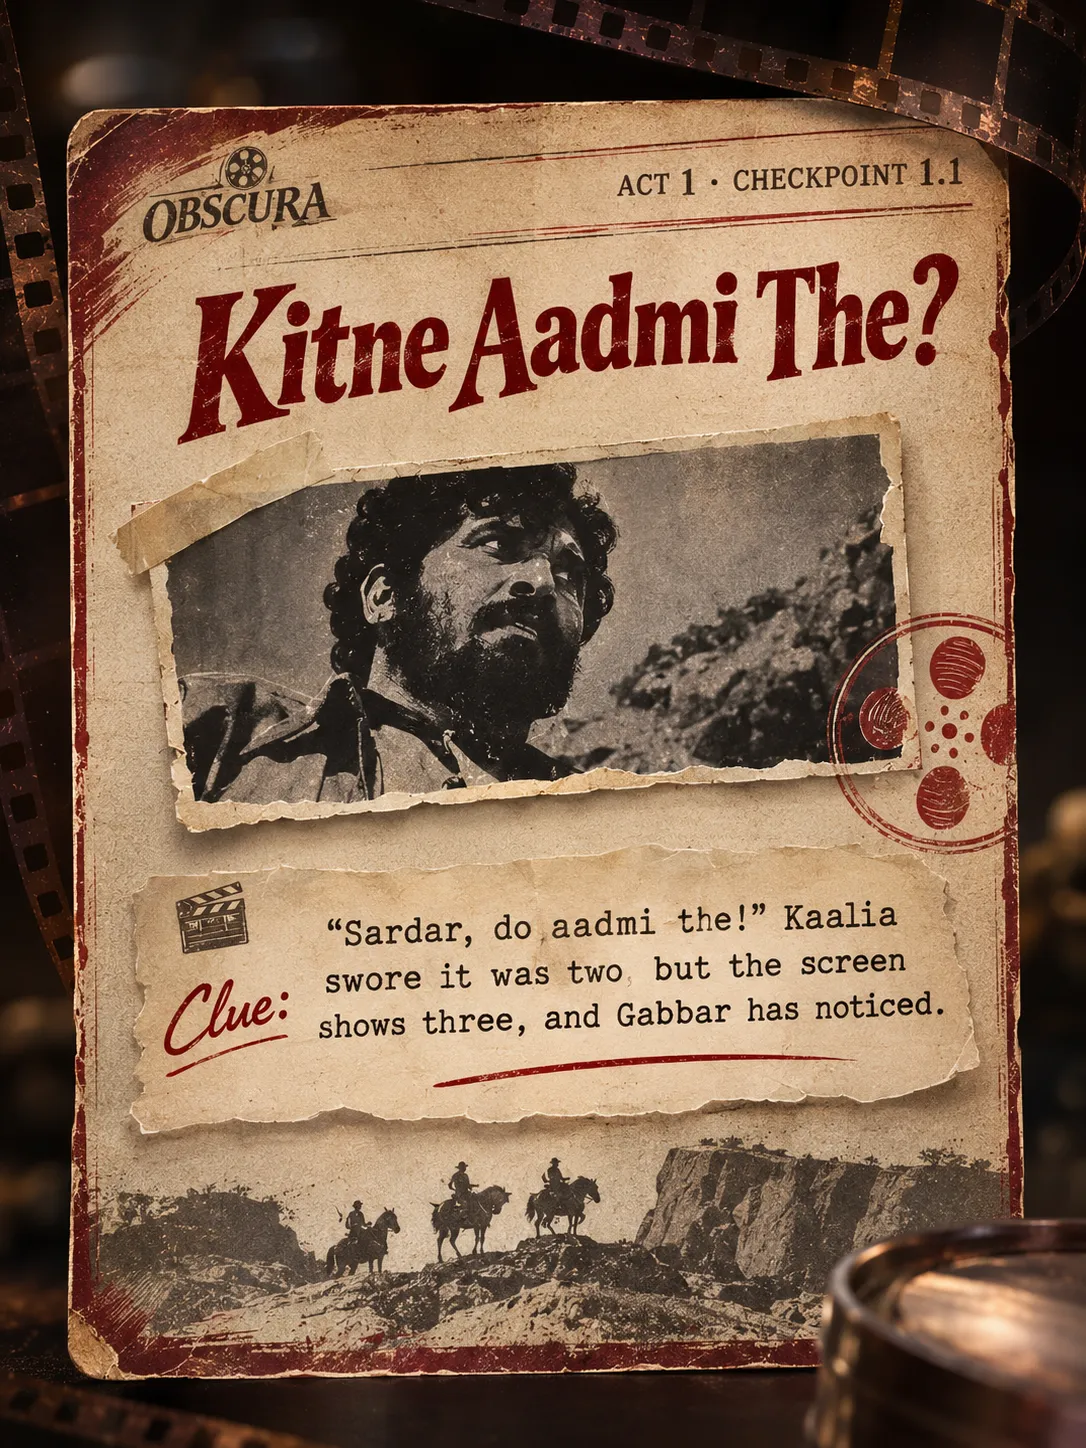 OBSCURA
ACT 1 · CHECKPOINT 1.1
Kitne Aadmi The?
Clue:
“Sardar, do aadmi the!” Kaalia
swore it was two, but the screen
shows three, and Gabbar has noticed.